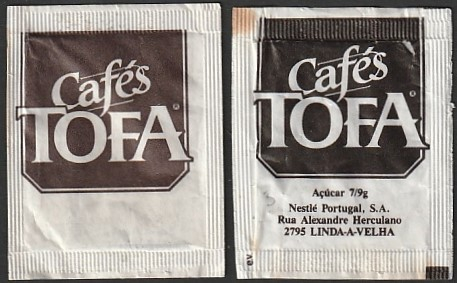 Cafés
TOFA®
Cafés
TOFA®
Açúcar 7/9g
Nestlé Portugal, S.A.
Rua Alexandre Herculano
2795 LINDA-A-VELHA
e.v.